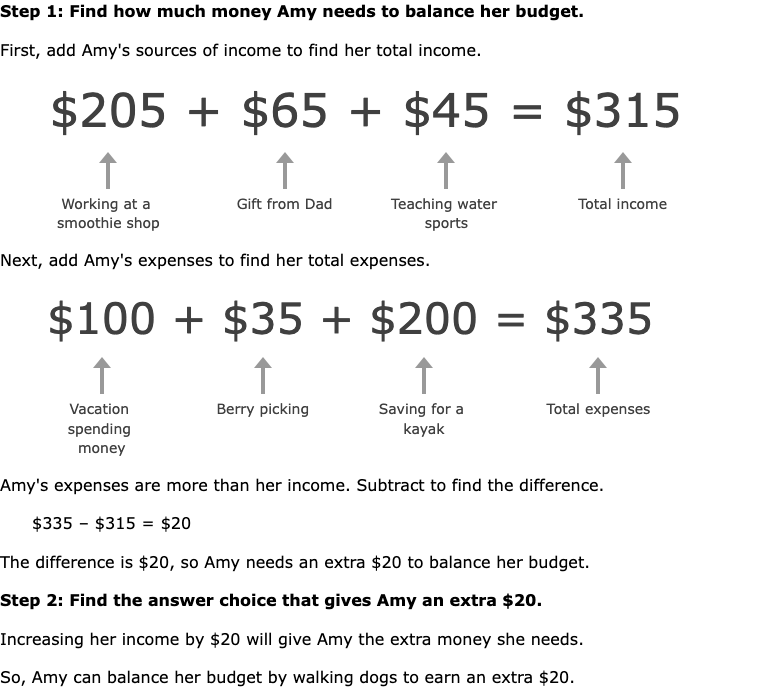 Step 1: Find how much money Amy needs to balance her budget.
First, add Amy's sources of income to find her total income.
$205 + $65 + $45 = $315
Working at a smoothie shop
Gift from Dad
Teaching water sports
Total income
Next, add Amy's expenses to find her total expenses.
$100 + $35 + $200 = $335
Vacation spending money
Berry picking
Saving for a kayak
Total expenses
Amy's expenses are more than her income. Subtract to find the difference.
$335 − $315 = $20
The difference is $20, so Amy needs an extra $20 to balance her budget.
Step 2: Find the answer choice that gives Amy an extra $20.
Increasing her income by $20 will give Amy the extra money she needs.
So, Amy can balance her budget by walking dogs to earn an extra $20.